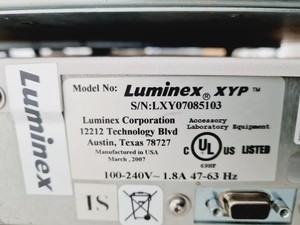 Model No: Luminex® XYP™
S/N:LXY07085103
Luminex Corporation
12212 Technology Blvd
Austin, Texas 78727
Manufactured in USA
March, 2007
Accessory
Laboratory Equipment
C UL US LISTED
69HF
100-240V~ 1.8A 47-63 Hz
IS
Luminex